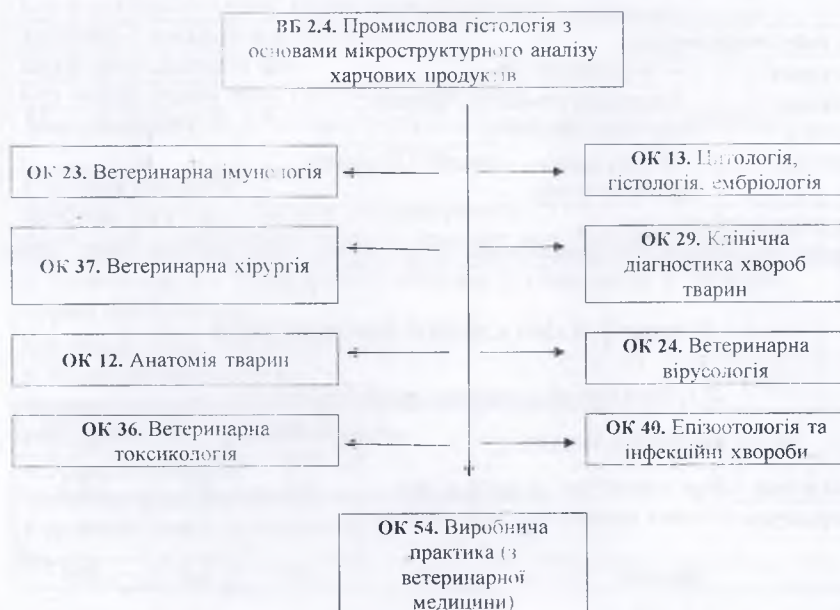 ВБ 2.4. Промислова гістологія з
основами мікроструктурного аналізу
харчових продуктів
ОК 23. Ветеринарна імунологія
ОК 13. Цитологія,
гістологія, ембріологія
ОК 37. Ветеринарна хірургія
ОК 29. Клінічна
діагностика хвороб
тварин
ОК 12. Анатомія тварин
ОК 24. Ветеринарна
вірусологія
ОК 36. Ветеринарна
токсикологія
ОК 40. Епізоотологія та
інфекційні хвороби
ОК 54. Виробнича
практика (з
ветеринарної
медицини)